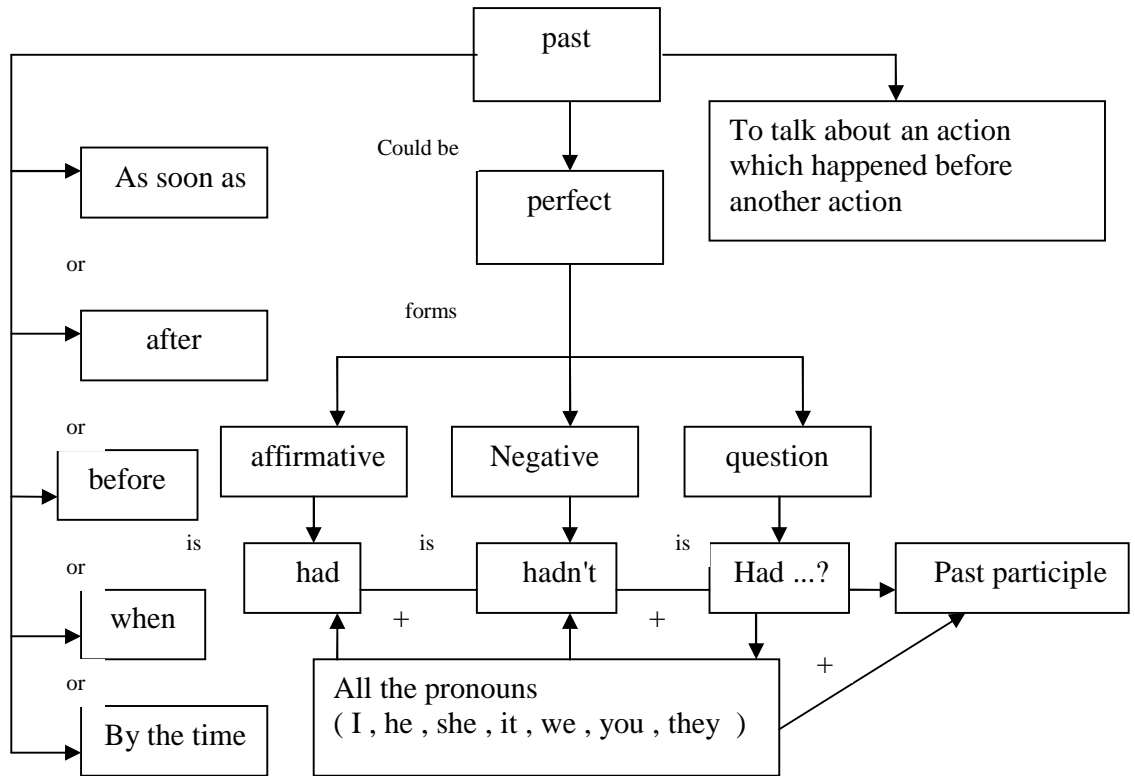 past
To talk about an action
which happened before
another action
Could be
As soon as
perfect
or
forms
after
or
affirmative
Negative
question
before
is
is
is
had
hadn't
Had ...?
Past participle
or
when
+
+
+
or
All the pronouns
( I , he , she , it , we , you , they )
By the time